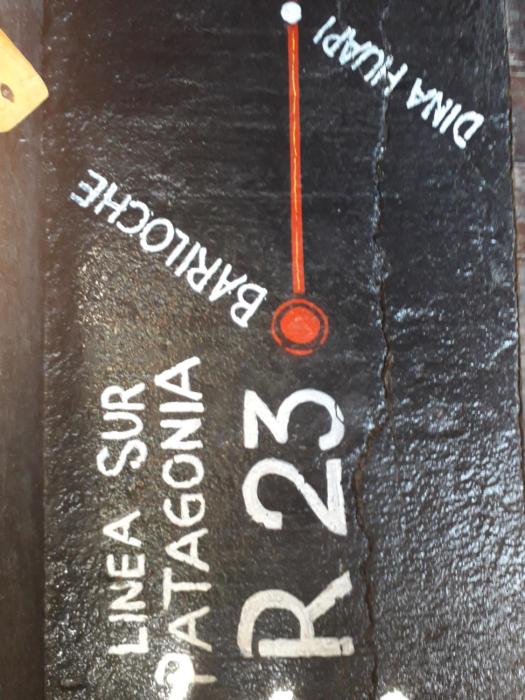 LINEA SUR
PATAGONIA
R 23
BARILOCHE
DINA HUAPI